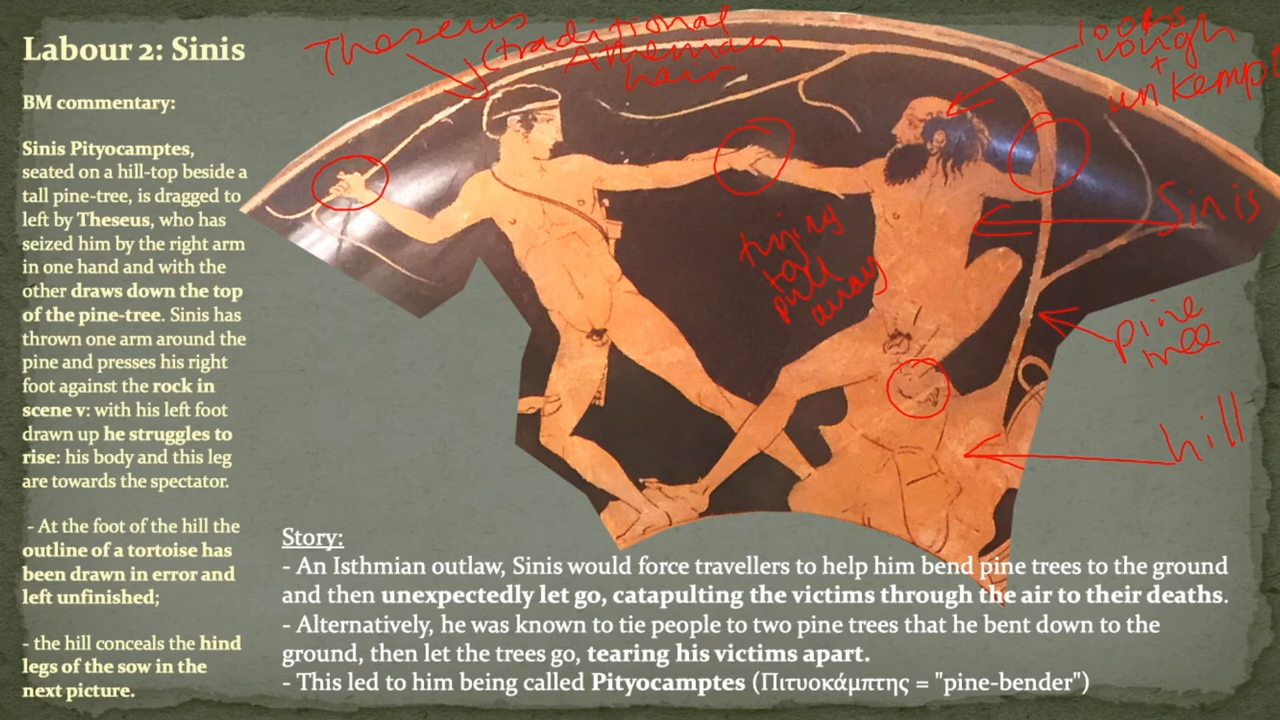 Labour 2: Sinis
BM commentary:
Sinis Pityocamptes,
seated on a hill-top beside a
tall pine-tree, is dragged to
left by Theseus, who has
seized him by the right arm
in one hand and with the
other draws down the top
of the pine-tree. Sinis has
thrown one arm around the
pine and presses his right
foot against the rock in
scene v: with his left foot
drawn up he struggles to
rise: his body and this leg
are towards the spectator.
- At the foot of the hill the
outline of a tortoise has
been drawn in error and
left unfinished;
- the hill conceals the hind
legs of the sow in the
next picture.
Theseus
(traditional
Athenian
hair
looks
rough
+
unkempt
Sinis
trying
to
pull
away
pine
tree
hill
Story:
- An Isthmian outlaw, Sinis would force travellers to help him bend pine trees to the ground
and then unexpectedly let go, catapulting the victims through the air to their deaths.
- Alternatively, he was known to tie people to two pine trees that he bent down to the
ground, then let the trees go, tearing his victims apart.
- This led to him being called Pityocamptes (Πιτυοκάμπτης = "pine-bender")